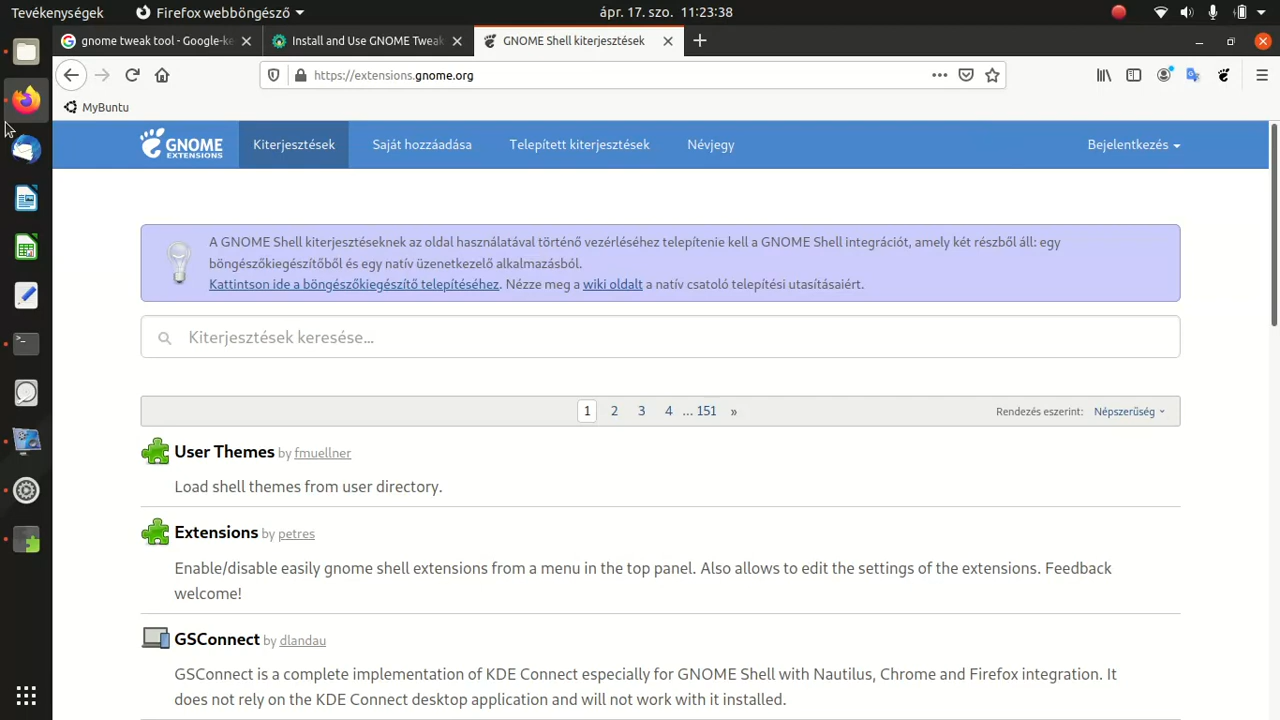 Tevékenységek
Firefox webböngésző
ápr. 17. szo. 11:23:38
gnome tweak tool - Google-ke
Install and Use GNOME Tweak
GNOME Shell kiterjesztések
https://extensions.gnome.org
MyBuntu
GNOME
EXTENSIONS
Kiterjesztések
Saját hozzáadása
Telepített kiterjesztések
Névjegy
Bejelentkezés
A GNOME Shell kiterjesztéseknek az oldal használatával történő vezérléséhez telepítenie kell a GNOME Shell integrációt, amely két részből áll: egy
böngészőkiegészítőből és egy natív üzenetkezelő alkalmazásból.
Kattintson ide a böngészőkiegészítő telepítéséhez. Nézze meg a wiki oldalt a natív csatoló telepítési utasításaiért.
Kiterjesztések keresése...
1 2 3 4 ... 151 »
Rendezés eszerint: Népszerűség
User Themes by fmuellner
Load shell themes from user directory.
Extensions by petres
Enable/disable easily gnome shell extensions from a menu in the top panel. Also allows to edit the settings of the extensions. Feedback
welcome!
GSConnect by dlandau
GSConnect is a complete implementation of KDE Connect especially for GNOME Shell with Nautilus, Chrome and Firefox integration. It
does not rely on the KDE Connect desktop application and will not work with it installed.